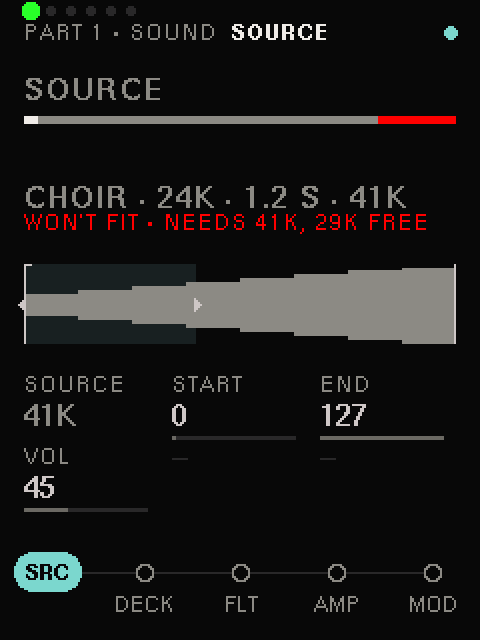 PART 1 · SOUND SOURCE
SOURCE
CHOIR · 24K · 1.2 S · 41K
WON'T FIT · NEEDS 41K, 29K FREE
SOURCE START END
41K 0 127
VOL — —
45
SRC
DECK FLT AMP MOD